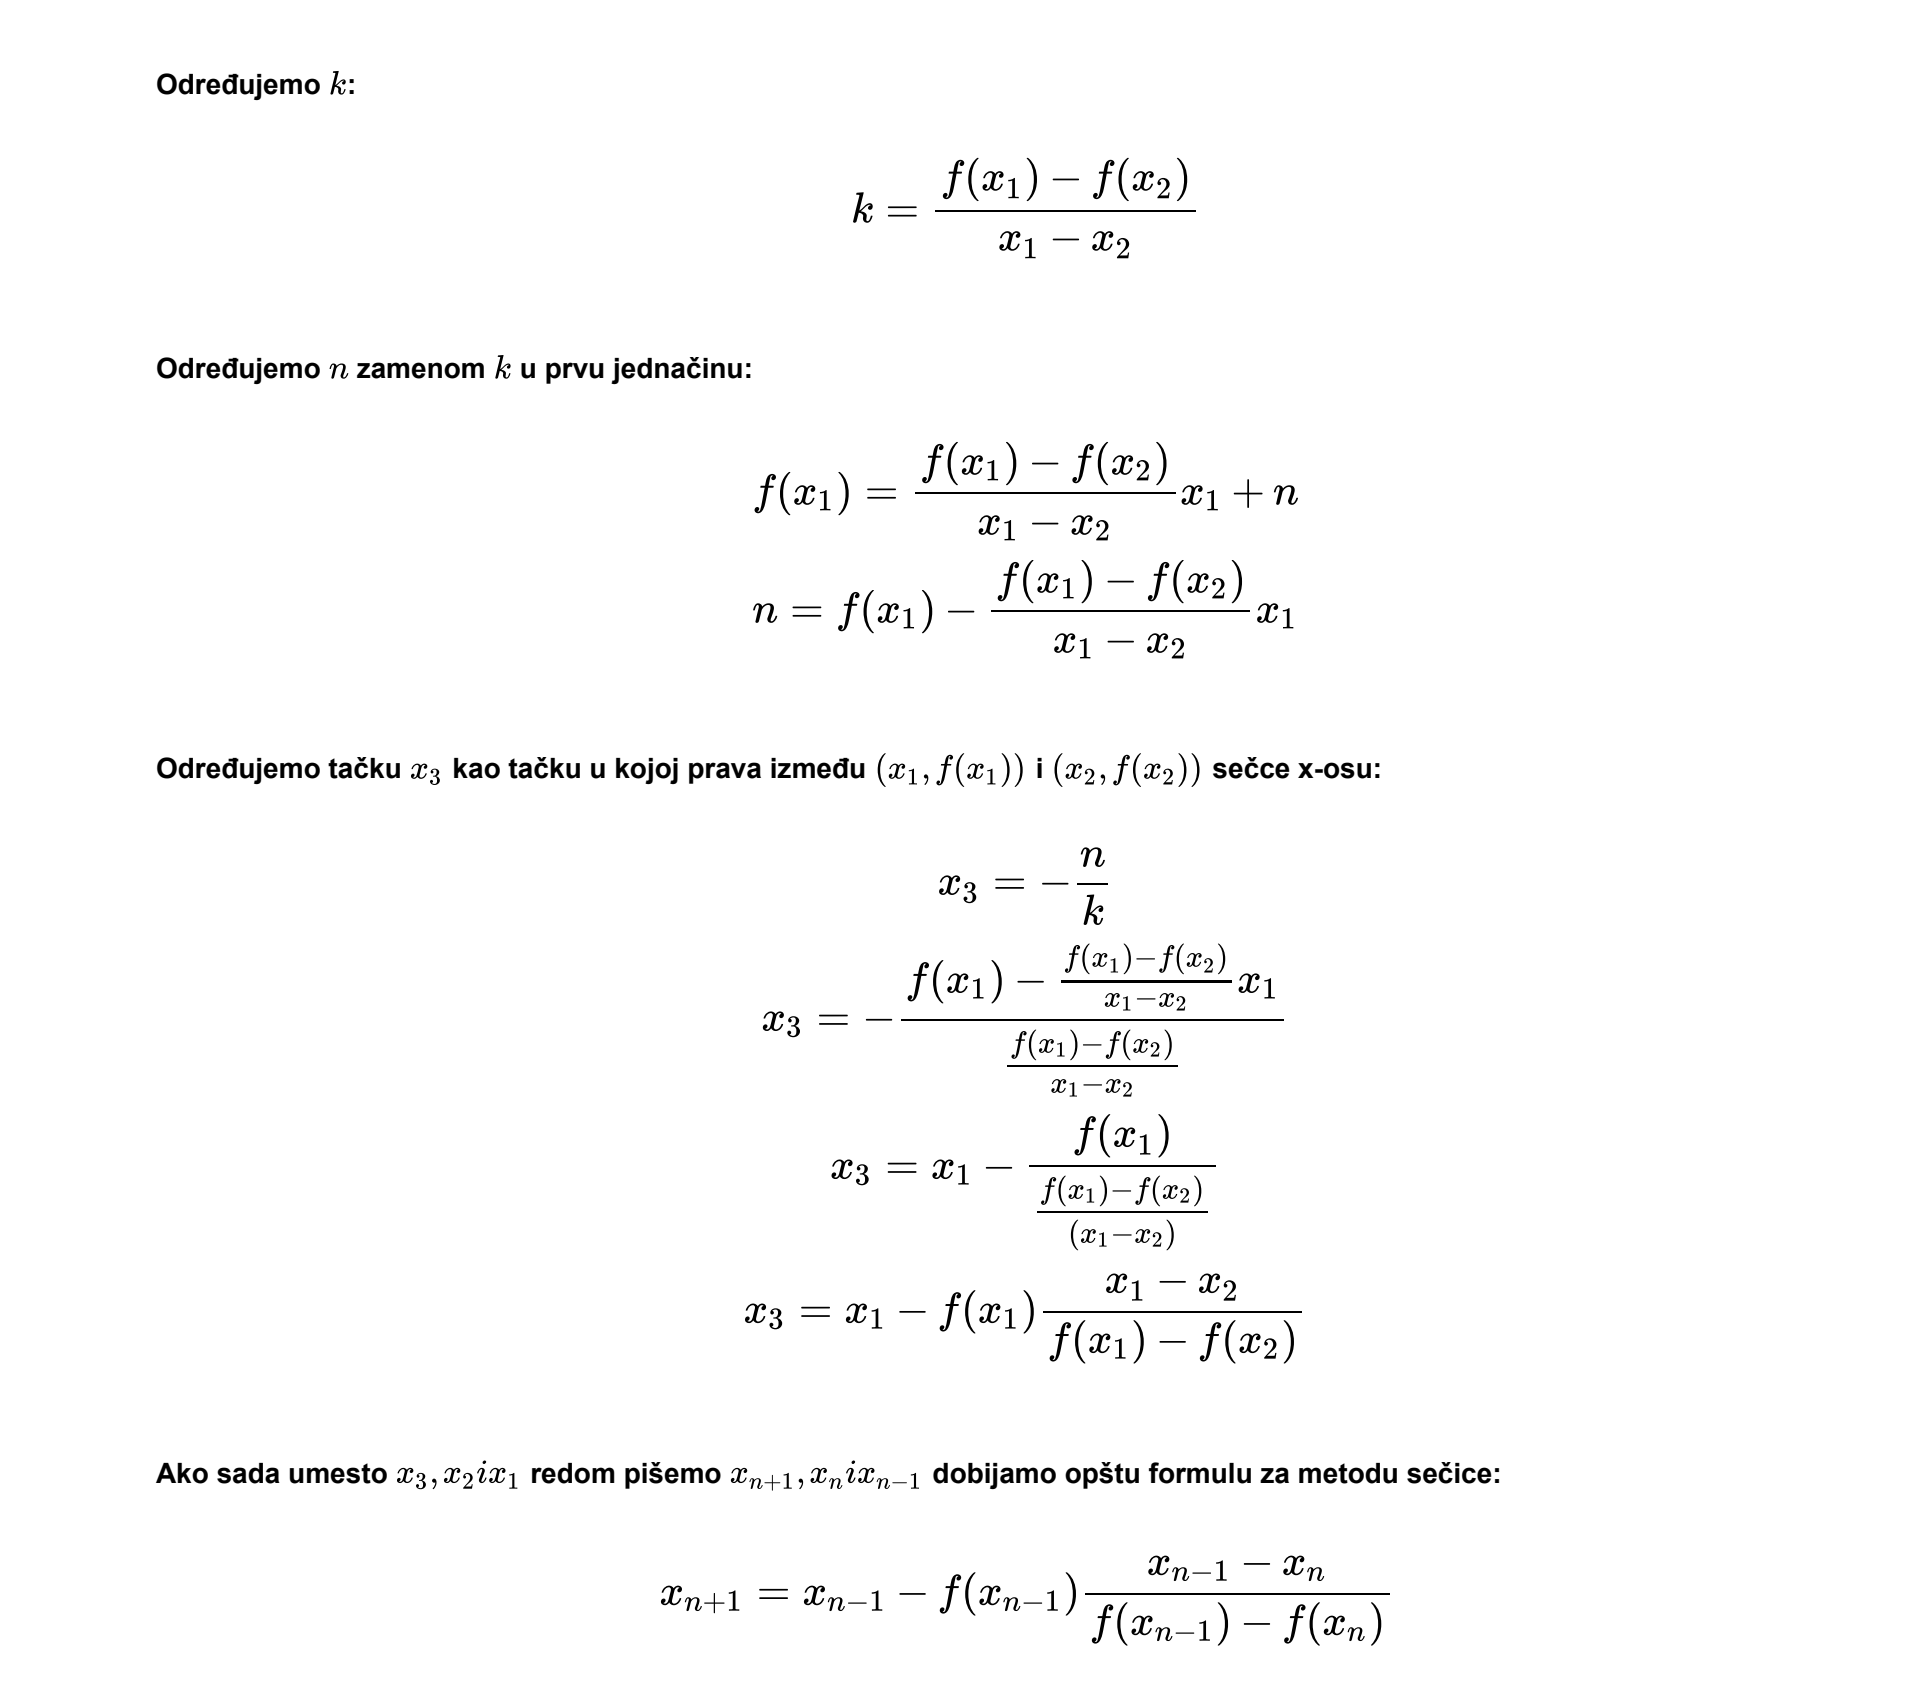 Određujemo k:
k = \frac{f(x_1) - f(x_2)}{x_1 - x_2}
Određujemo n zamenom k u prvu jednačinu:
f(x_1) = \frac{f(x_1) - f(x_2)}{x_1 - x_2} x_1 + n
n = f(x_1) - \frac{f(x_1) - f(x_2)}{x_1 - x_2} x_1
Određujemo tačku x_3 kao tačku u kojoj prava između (x_1, f(x_1)) i (x_2, f(x_2)) sečce x-osu:
x_3 = -\frac{n}{k}
x_3 = -\frac{f(x_1) - \frac{f(x_1)-f(x_2)}{x_1-x_2} x_1}{\frac{f(x_1)-f(x_2)}{x_1-x_2}}
x_3 = x_1 - \frac{f(x_1)}{\frac{f(x_1)-f(x_2)}{(x_1-x_2)}}
x_3 = x_1 - f(x_1) \frac{x_1 - x_2}{f(x_1) - f(x_2)}
Ako sada umesto x_3, x_2 i x_1 redom pišemo x_{n+1}, x_n i x_{n-1} dobijamo opštu formulu za metodu sečice:
x_{n+1} = x_{n-1} - f(x_{n-1}) \frac{x_{n-1} - x_n}{f(x_{n-1}) - f(x_n)}